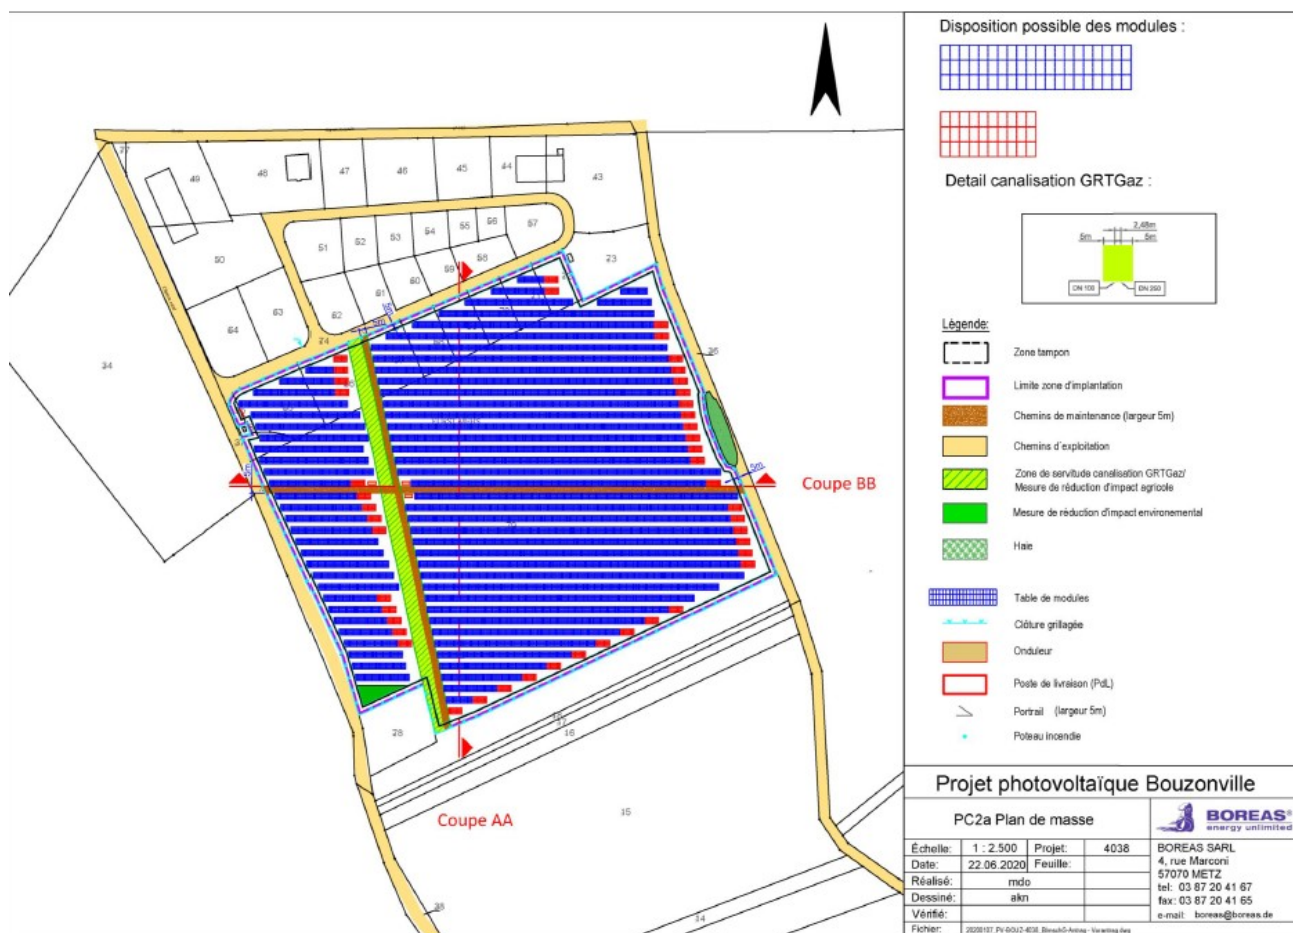 Disposition possible des modules :
Detail canalisation GRTGaz :
2,48m
5m 5m
DN 100 DN 250
Légende:
Zone tampon
Limite zone d'implantation
Chemins de maintenance (largeur 5m)
Chemins d'exploitation
Zone de servitude canalisation GRTGaz/
Mesure de réduction d'impact agricole
Mesure de réduction d'impact environemental
Haie
Table de modules
Clôture grillagée
Onduleur
Poste de livraison (PdL)
Portrail (largeur 5m)
Poteau incendie
Projet photovoltaïque Bouzonville
PC2a Plan de masse
BOREAS®
energy unlimited
Échelle: 1 : 2.500 Projet: 4038
Date: 22.06.2020 Feuille:
Réalisé: mdo
Dessiné: akn
Vérifié:
Fichier:
BOREAS SARL
4, rue Marconi
57070 METZ
tel: 03 87 20 41 67
fax: 03 87 20 41 65
e-mail: boreas@boreas.de
49 48 47 46 45 44 43
50 51 52 53 54 55 56 57
58 59 60 61 62 63 64
23
74
34
26
5m
5m
5m
5m
Coupe BB
28
16
15
Coupe AA
14